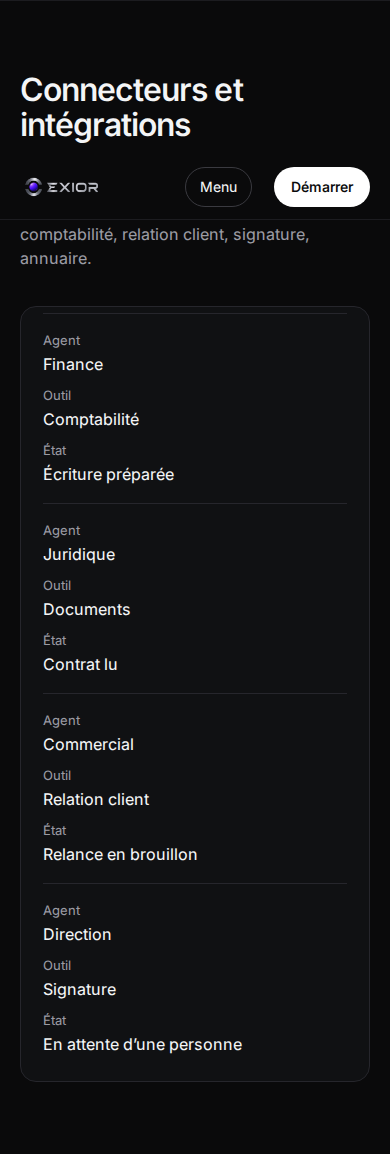 Connecteurs et
intégrations
EXIOR
Menu
Démarrer
comptabilité, relation client, signature,
annuaire.
Agent
Finance
Outil
Comptabilité
État
Écriture préparée
Agent
Juridique
Outil
Documents
État
Contrat lu
Agent
Commercial
Outil
Relation client
État
Relance en brouillon
Agent
Direction
Outil
Signature
État
En attente d’une personne